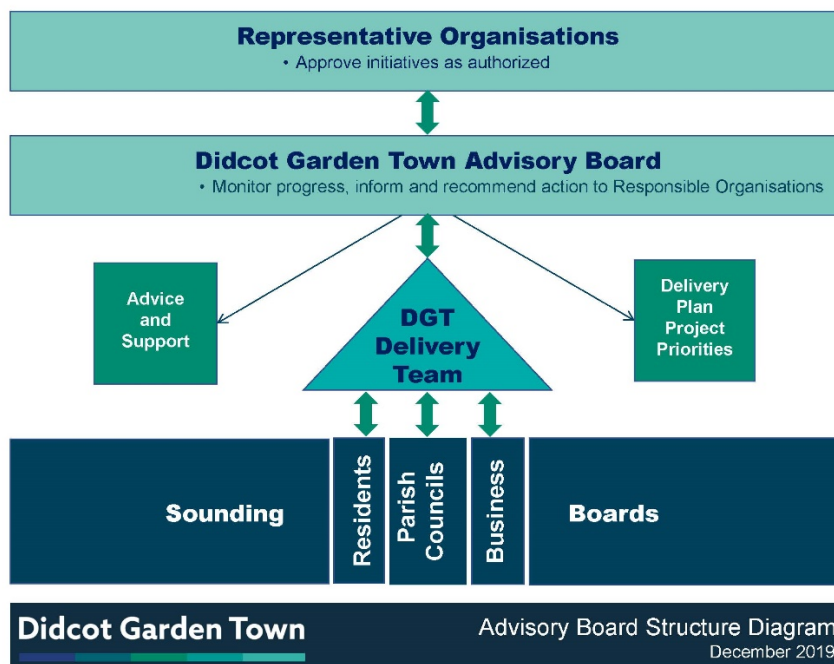 Representative Organisations
• Approve initiatives as authorized
Didcot Garden Town Advisory Board
• Monitor progress, inform and recommend action to Responsible Organisations
Advice
and
Support
DGT
Delivery
Team
Delivery
Plan
Project
Priorities
Sounding
Residents
Parish
Councils
Business
Boards
Didcot Garden Town
Advisory Board Structure Diagram
December 2019